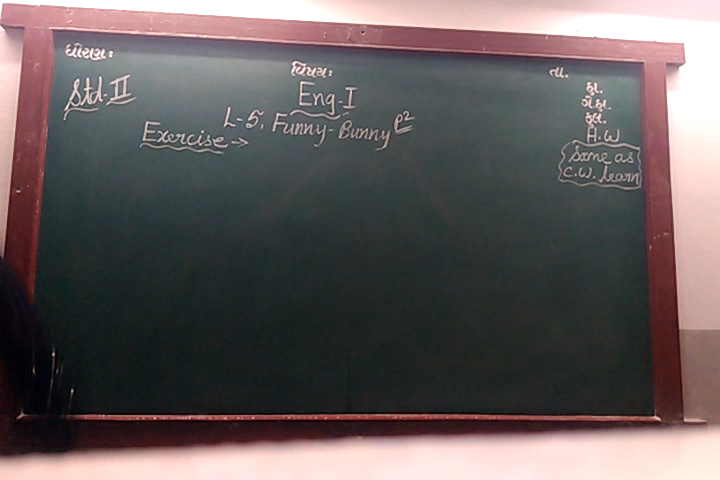 ધોરણ :
વિષય :
તા.
Std. II
Eng-I
હા.
ગે.હા.
કુલ.
L-5, Funny-Bunny P2
Exercise →
H.W
Same as
C.W. learn